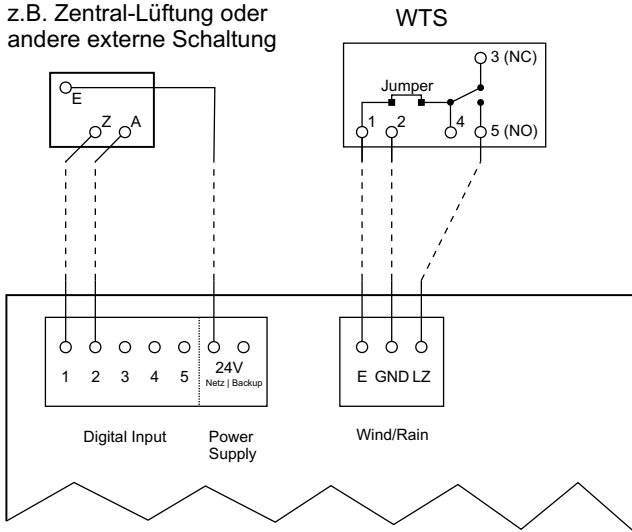 z.B. Zentral-Lüftung oder
andere externe Schaltung
WTS
E
Z A
3 (NC)
Jumper
1 2 4 5 (NO)
1 2 3 4 5
24V
Netz | Backup
E GND LZ
Digital Input
Power
Supply
Wind/Rain